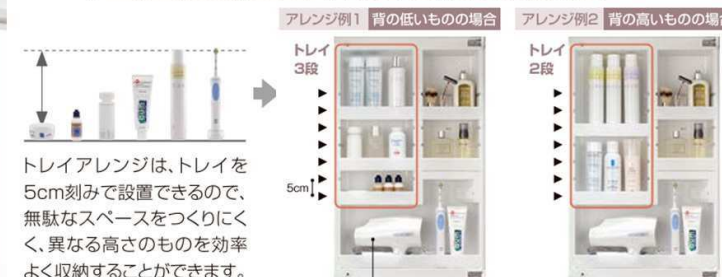 アレンジ例1 背の低いものの場合
アレンジ例2 背の高いものの場合
トレイ
3段
トレイ
2段
5cm
トレイアレンジは、トレイを
5cm刻みで設置できるので、
無駄なスペースをつくりにく
く、異なる高さのものを効率
よく収納することができます。